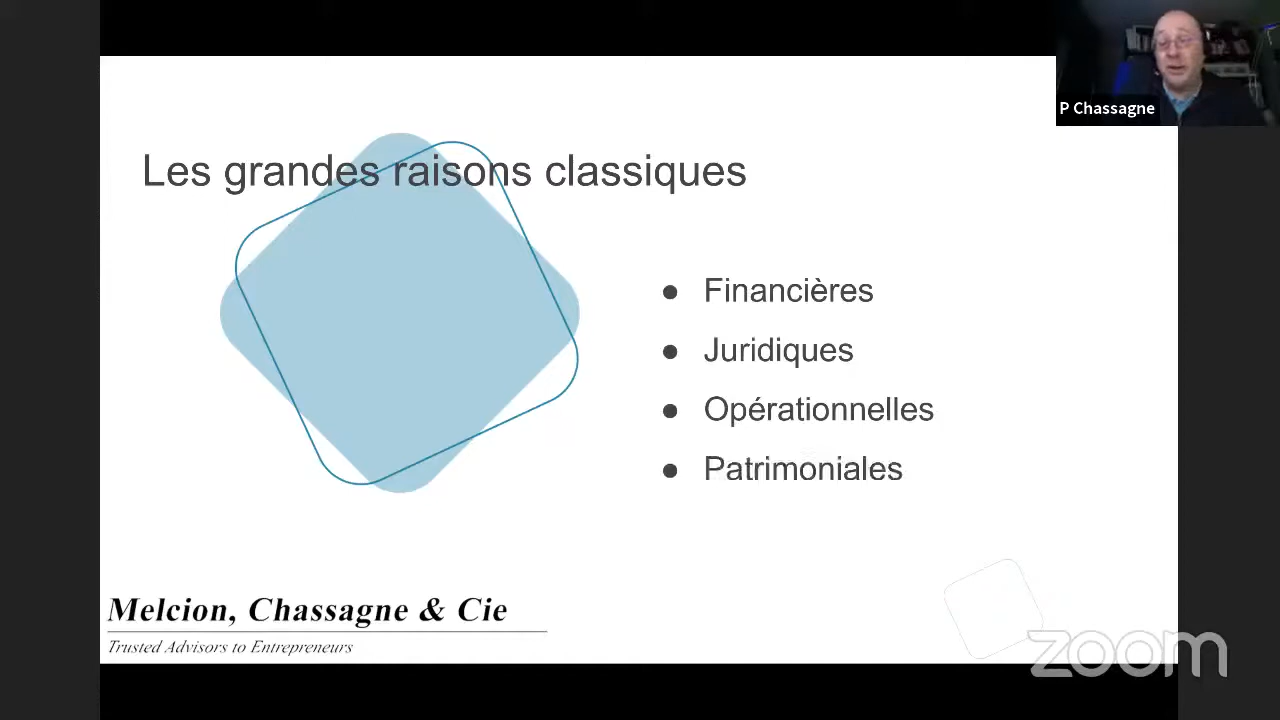 P Chassagne
Les grandes raisons classiques
● Financières
● Juridiques
● Opérationnelles
● Patrimoniales
Melcion, Chassagne & Cie
Trusted Advisors to Entrepreneurs
zoom